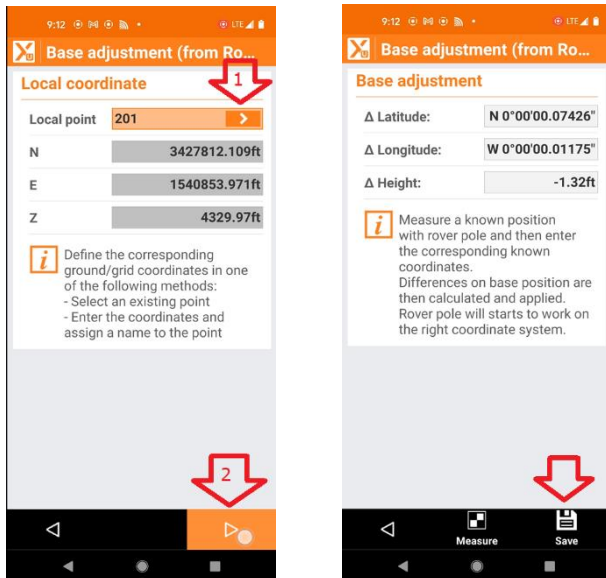 9:12 LTE
Base adjustment (from Ro...
Local coordinate
1
Local point 201
N 3427812.109ft
E 1540853.971ft
Z 4329.97ft
i
Define the corresponding
ground/grid coordinates in one
of the following methods:
- Select an existing point
- Enter the coordinates and
assign a name to the point
2
9:12 LTE
Base adjustment (from Ro...
Base adjustment
Δ Latitude: N 0°00'00.07426"
Δ Longitude: W 0°00'00.01175"
Δ Height: -1.32ft
i
Measure a known position
with rover pole and then enter
the corresponding known
coordinates.
Differences on base position are
then calculated and applied.
Rover pole will starts to work on
the right coordinate system.
Measure Save